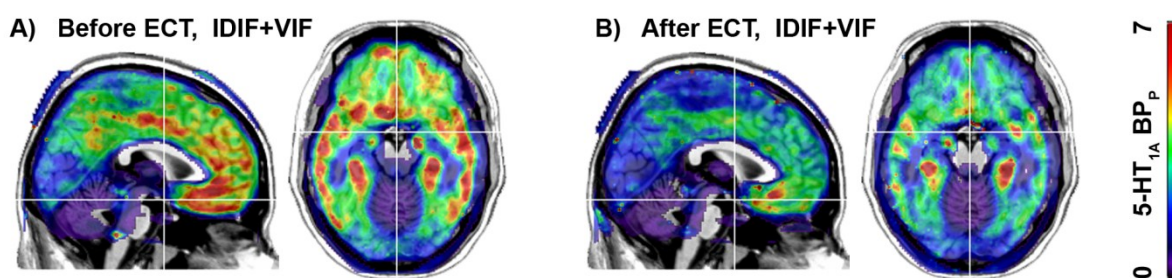 A) Before ECT, IDIF+VIF
B) After ECT, IDIF+VIF
7
5-HT1A BPP
0